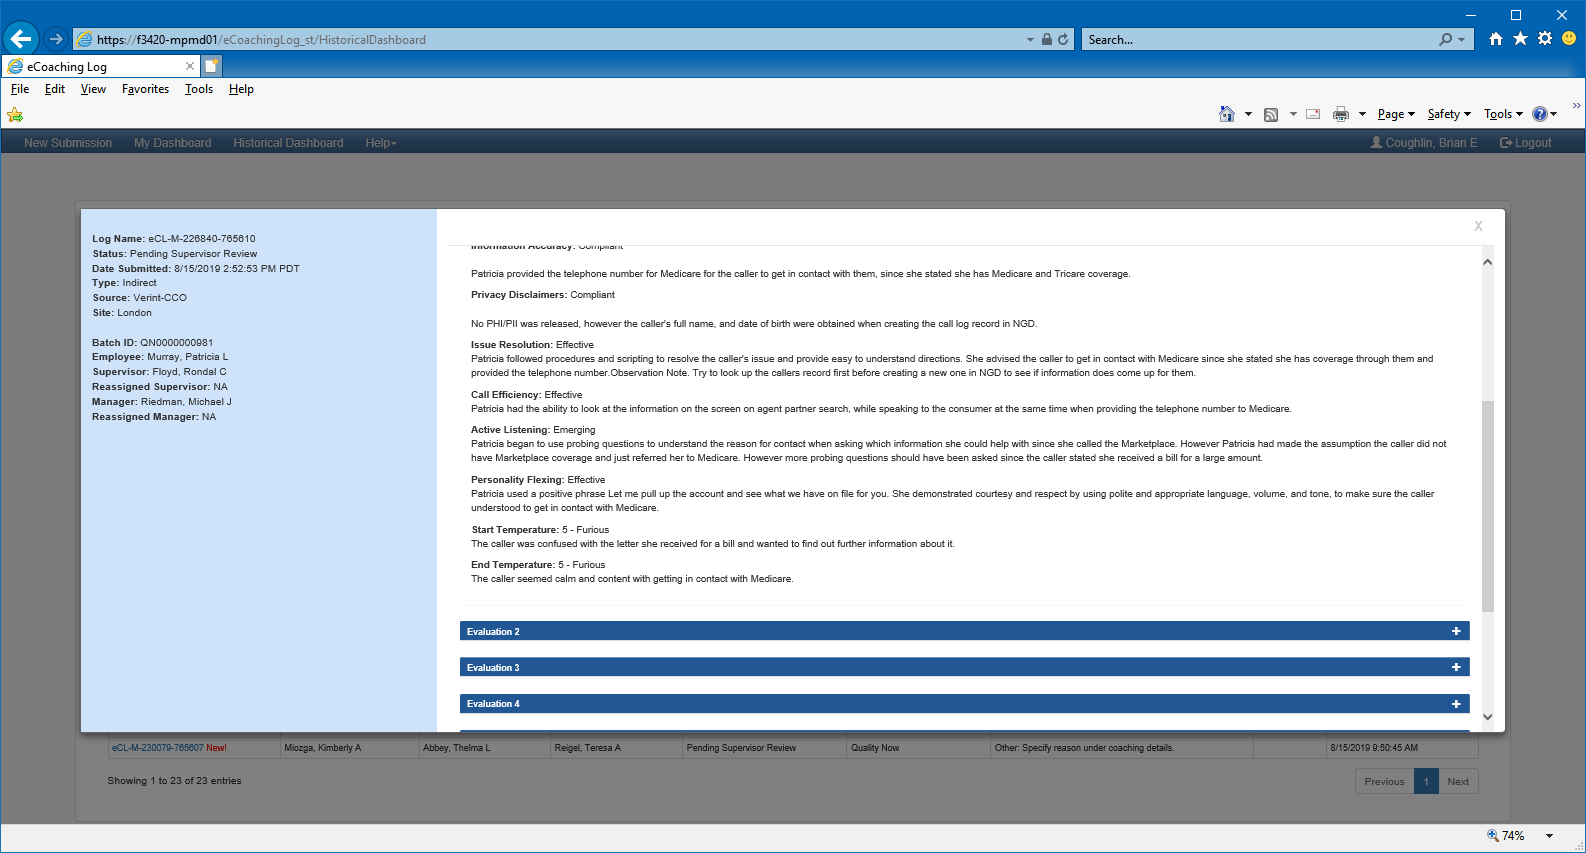 https://f3420-mpmd01/eCoachingLog_st/HistoricalDashboard
Search...
eCoaching Log
File Edit View Favorites Tools Help
Page Safety Tools
New Submission My Dashboard Historical Dashboard Help Coughlin, Brian E Logout
X
Log Name: eCL-M-226840-765610
Status: Pending Supervisor Review
Date Submitted: 8/15/2019 2:52:53 PM PDT
Type: Indirect
Source: Verint-CCO
Site: London
Batch ID: QN0000000981
Employee: Murray, Patricia L
Supervisor: Floyd, Rondal C
Reassigned Supervisor: NA
Manager: Riedman, Michael J
Reassigned Manager: NA
Information Accuracy: Compliant
Patricia provided the telephone number for Medicare for the caller to get in contact with them, since she stated she has Medicare and Tricare coverage.
Privacy Disclaimers: Compliant
No PHI/PII was released, however the caller's full name, and date of birth were obtained when creating the call log record in NGD.
Issue Resolution: Effective
Patricia followed procedures and scripting to resolve the caller's issue and provide easy to understand directions. She advised the caller to get in contact with Medicare since she stated she has coverage through them and
provided the telephone number.Observation Note. Try to look up the callers record first before creating a new one in NGD to see if information does come up for them.
Call Efficiency: Effective
Patricia had the ability to look at the information on the screen on agent partner search, while speaking to the consumer at the same time when providing the telephone number to Medicare.
Active Listening: Emerging
Patricia began to use probing questions to understand the reason for contact when asking which information she could help with since she called the Marketplace. However Patricia had made the assumption the caller did not
have Marketplace coverage and just referred her to Medicare. However more probing questions should have been asked since the caller stated she received a bill for a large amount.
Personality Flexing: Effective
Patricia used a positive phrase Let me pull up the account and see what we have on file for you. She demonstrated courtesy and respect by using polite and appropriate language, volume, and tone, to make sure the caller
understood to get in contact with Medicare.
Start Temperature: 5 - Furious
The caller was confused with the letter she received for a bill and wanted to find out further information about it.
End Temperature: 5 - Furious
The caller seemed calm and content with getting in contact with Medicare.
Evaluation 2 +
Evaluation 3 +
Evaluation 4 +
eCL-M-230079-765607 New! Miozga, Kimberly A Abbey, Thelma L Reigel, Teresa A Pending Supervisor Review Quality Now Other: Specify reason under coaching details. 8/15/2019 9:50:45 AM
Showing 1 to 23 of 23 entries
Previous 1 Next
74%